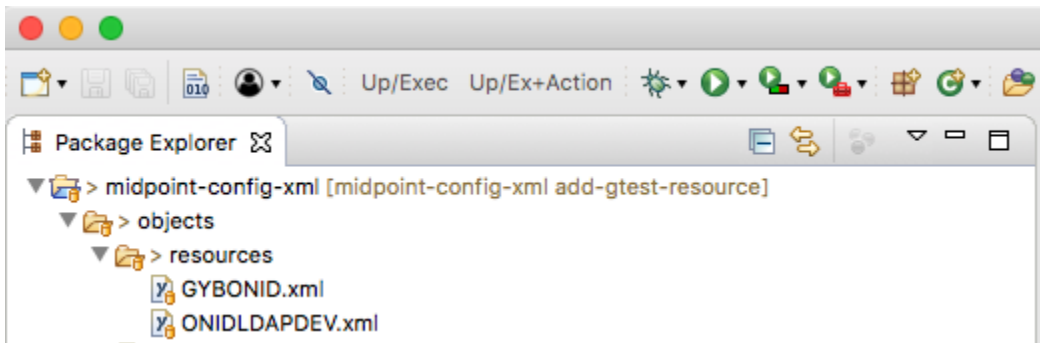 010
Up/Exec Up/Ex+Action
Package Explorer
> midpoint-config-xml [midpoint-config-xml add-gtest-resource]
> objects
> resources
GYBONID.xml
ONIDLDAPDEV.xml